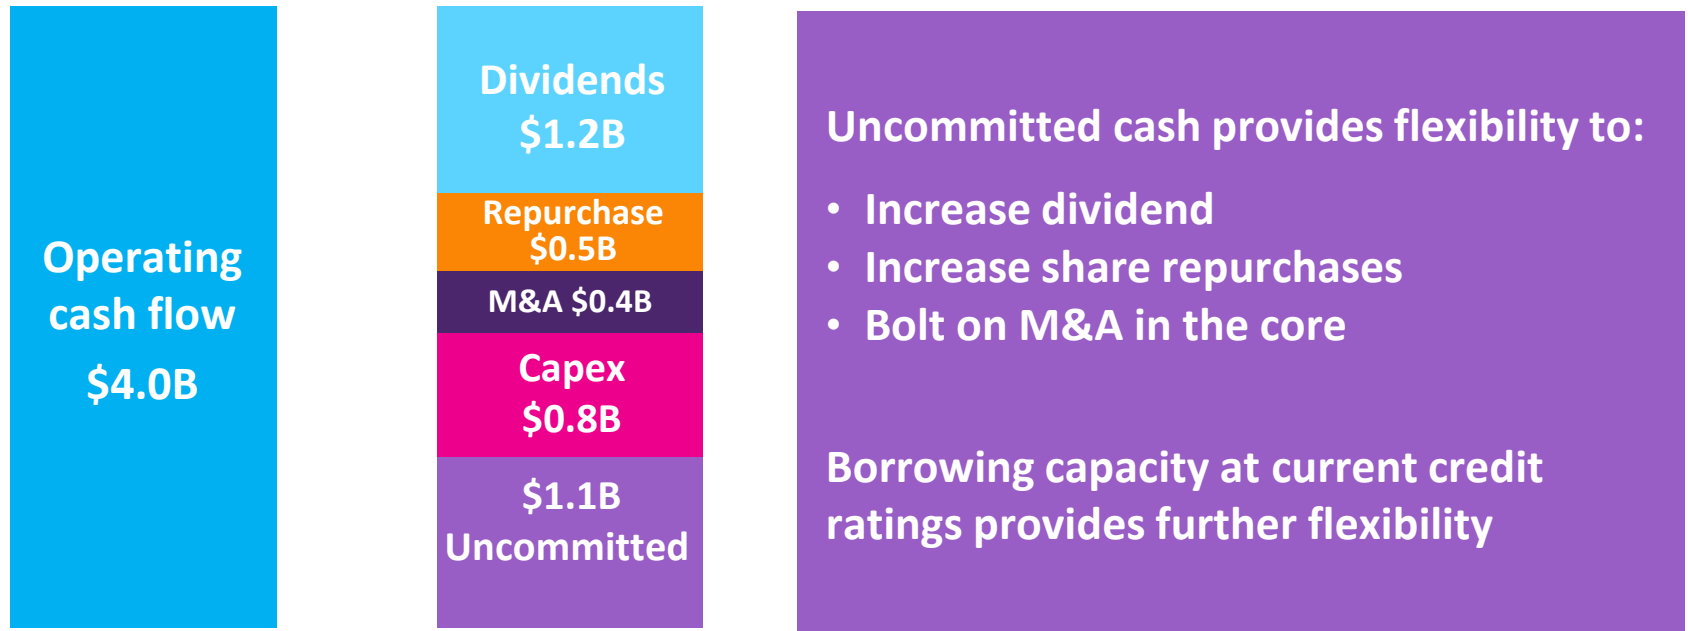 Operating
cash flow
$4.0B
Dividends
$1.2B
Repurchase
$0.5B
M&A $0.4B
Capex
$0.8B
$1.1B
Uncommitted
Uncommitted cash provides flexibility to:
• Increase dividend
• Increase share repurchases
• Bolt on M&A in the core
Borrowing capacity at current credit
ratings provides further flexibility